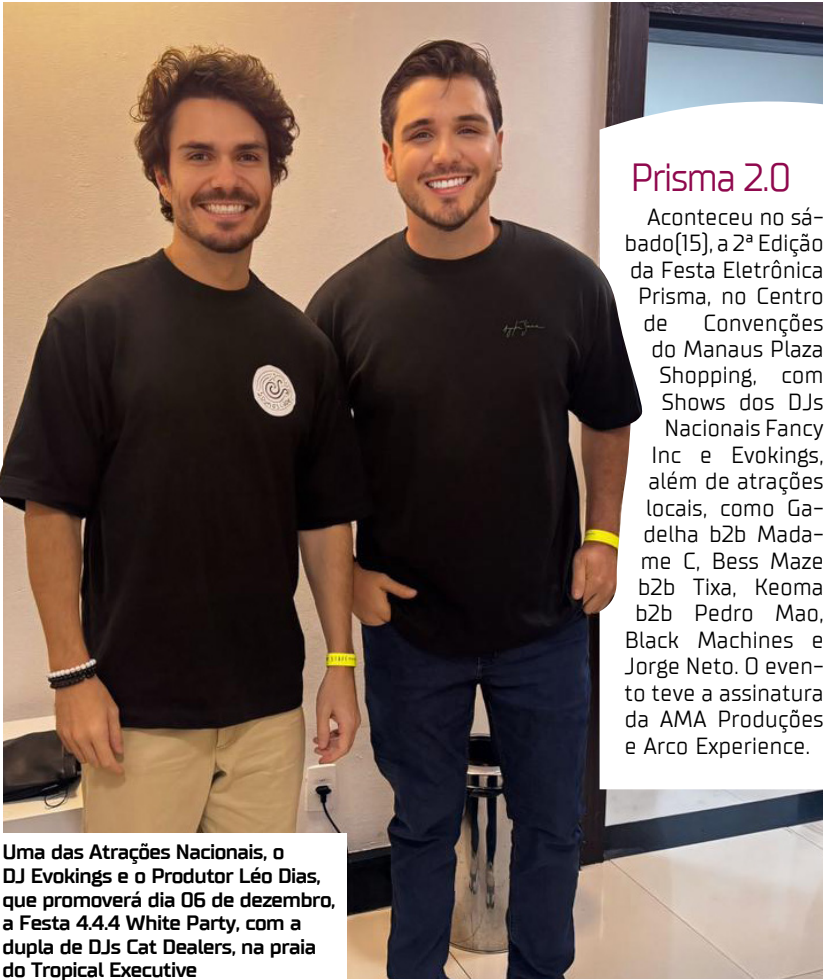 Prisma 2.0
Aconteceu no sá-
bado(15), a 2ª Edição
da Festa Eletrônica
Prisma, no Centro
de Convenções
do Manaus Plaza
Shopping, com
Shows dos DJs
Nacionais Fancy
Inc e Evokings,
além de atrações
locais, como Ga-
delha b2b Mada-
me C, Bess Maze
b2b Tixa, Keoma
b2b Pedro Mao,
Black Machines e
Jorge Neto. O even-
to teve a assinatura
da AMA Produções
e Arco Experience.
Uma das Atrações Nacionais, o
DJ Evokings e o Produtor Léo Dias,
que promoverá dia 06 de dezembro,
a Festa 4.4.4 White Party, com a
dupla de DJs Cat Dealers, na praia
do Tropical Executive